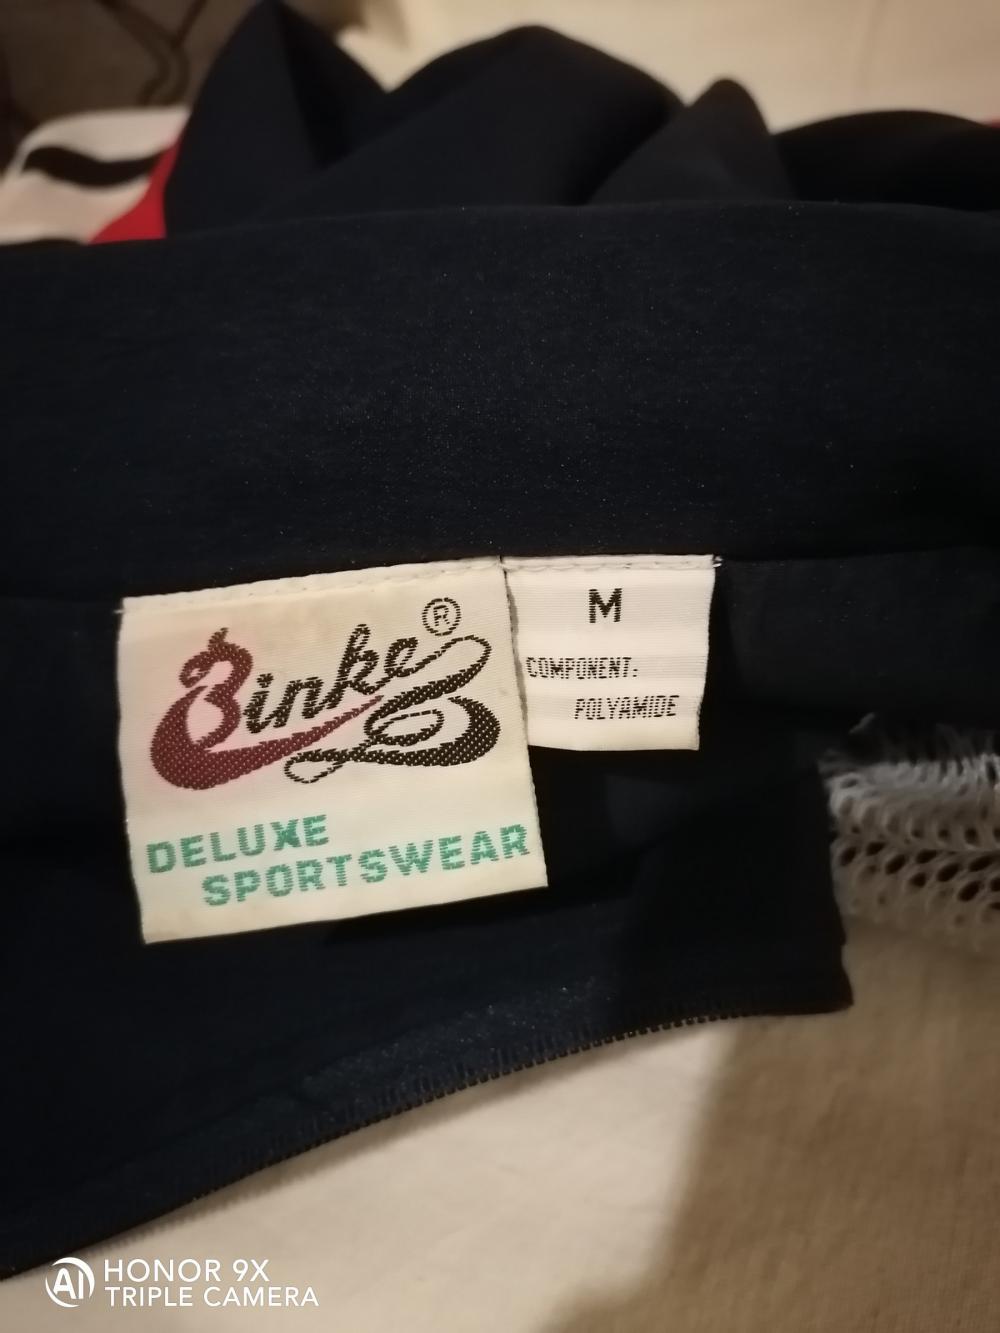 Binke®
DELUXE
SPORTSWEAR
M
COMPONENT:
POLYAMIDE
HONOR 9X
TRIPLE CAMERA